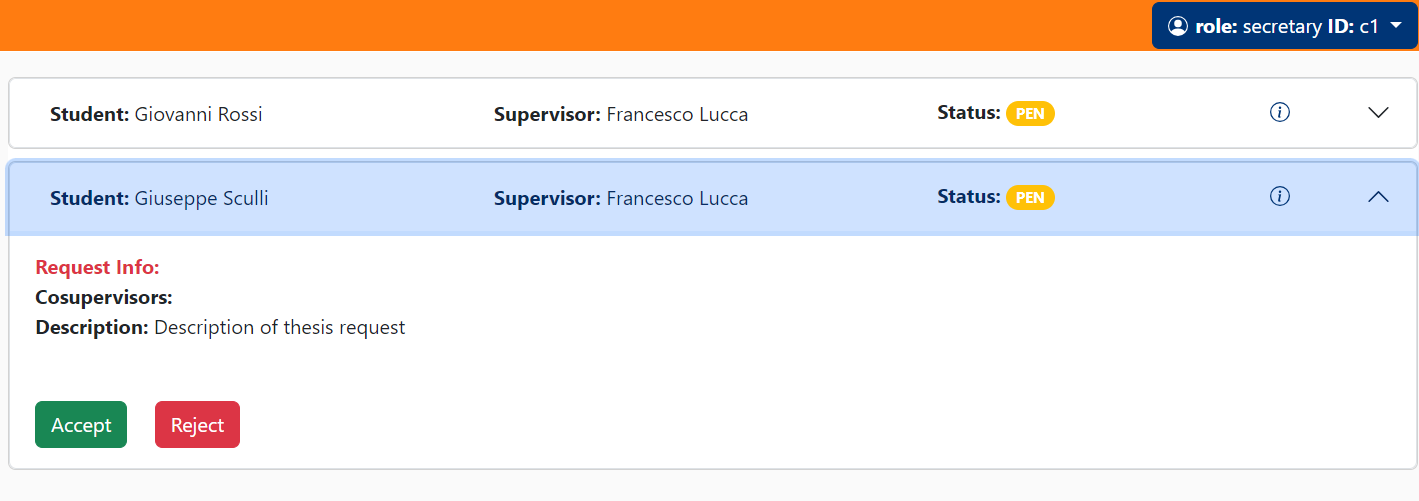 role: secretary ID: c1
Student: Giovanni Rossi Supervisor: Francesco Lucca Status: PEN
Student: Giuseppe Sculli Supervisor: Francesco Lucca Status: PEN
Request Info:
Cosupervisors:
Description: Description of thesis request
Accept Reject